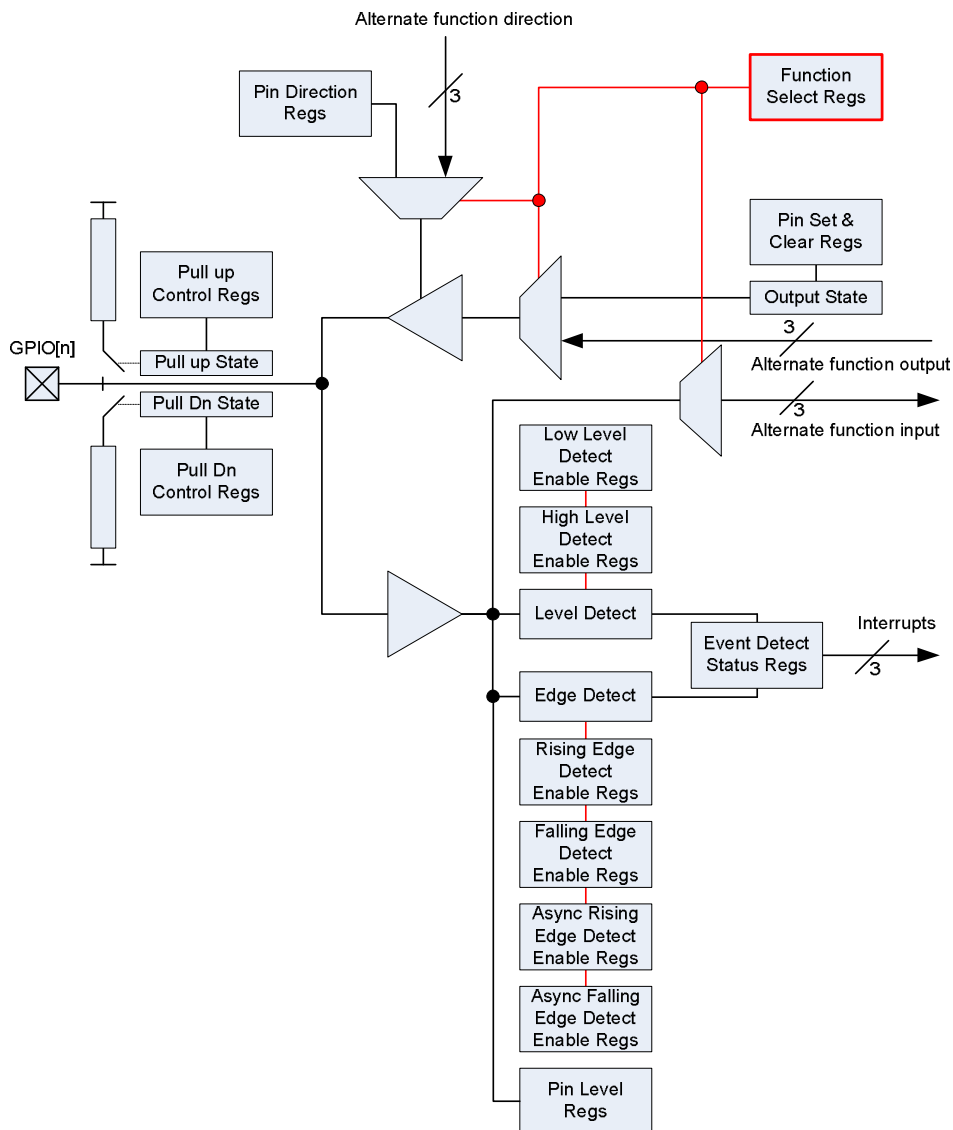 Alternate function direction
3
Pin Direction
Regs
Function
Select Regs
Pin Set &
Clear Regs
Output State
Pull up
Control Regs
GPIO[n]
Pull up State
Pull Dn State
Pull Dn
Control Regs
3
Alternate function output
3
Alternate function input
Low Level
Detect
Enable Regs
High Level
Detect
Enable Regs
Level Detect
Event Detect
Status Regs
Interrupts
3
Edge Detect
Rising Edge
Detect
Enable Regs
Falling Edge
Detect
Enable Regs
Async Rising
Edge Detect
Enable Regs
Async Falling
Edge Detect
Enable Regs
Pin Level
Regs